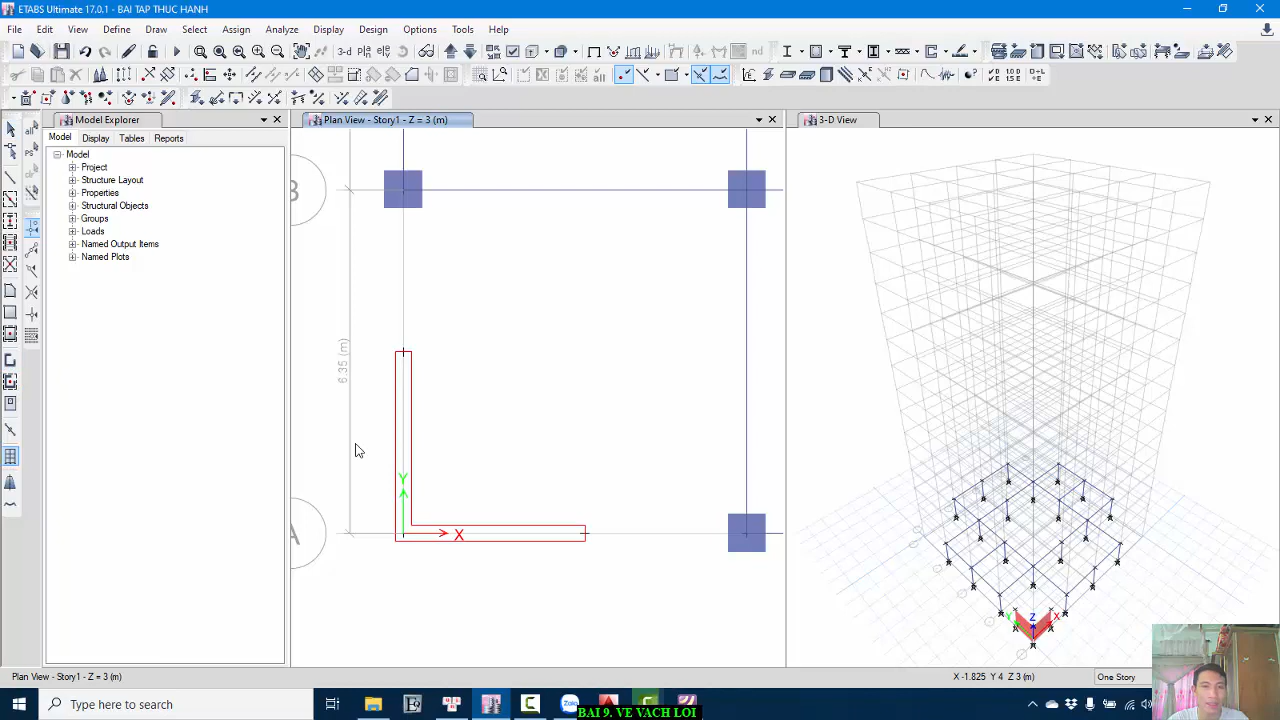 ETABS Ultimate 17.0.1 - BAI TAP THUC HANH
File Edit View Define Draw Select Assign Analyze Display Design Options Tools Help
3-d nd
all
Model Explorer
Plan View - Story1 - Z = 3 (m)
3-D View
Model Display Tables Reports
Model
Project
Structure Layout
Properties
Structural Objects
Groups
Loads
Named Output Items
Named Plots
B
6.35 (m)
Y
A
X
Y Z X
Plan View - Story1 - Z = 3 (m)
X -1.825 Y 4 Z 3 (m)
One Story
Type here to search
BAI 9. VE VACH LOI